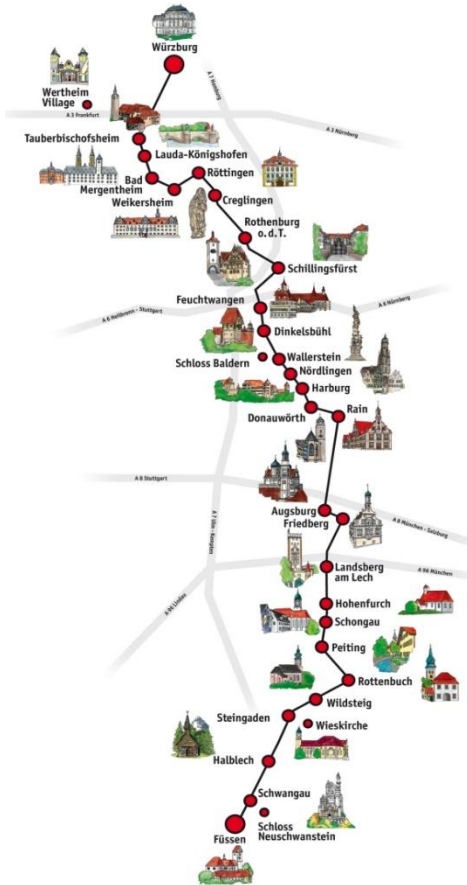 Würzburg
Wertheim
Village
A 7 Hamburg
A 3 Frankfurt
A 3 Nürnberg
Tauberbischofsheim
Lauda-Königshofen
Bad
Mergentheim
Röttingen
Weikersheim
Creglingen
Rothenburg
o.d.T.
Schillingsfürst
Feuchtwangen
A 6 Heilbronn - Stuttgart
A 6 Nürnberg
Dinkelsbühl
Schloss Baldern
Wallerstein
Nördlingen
Harburg
Donauwörth
Rain
A 8 Stuttgart
Augsburg
Friedberg
A 8 München - Salzburg
A 7 Ulm - Kempten
Landsberg
am Lech
A 96 München
A 96 Lindau
Hohenfurch
Schongau
Peiting
Rottenbuch
Wildsteig
Steingaden
Wieskirche
Halblech
Schwangau
Füssen
Schloss
Neuschwanstein